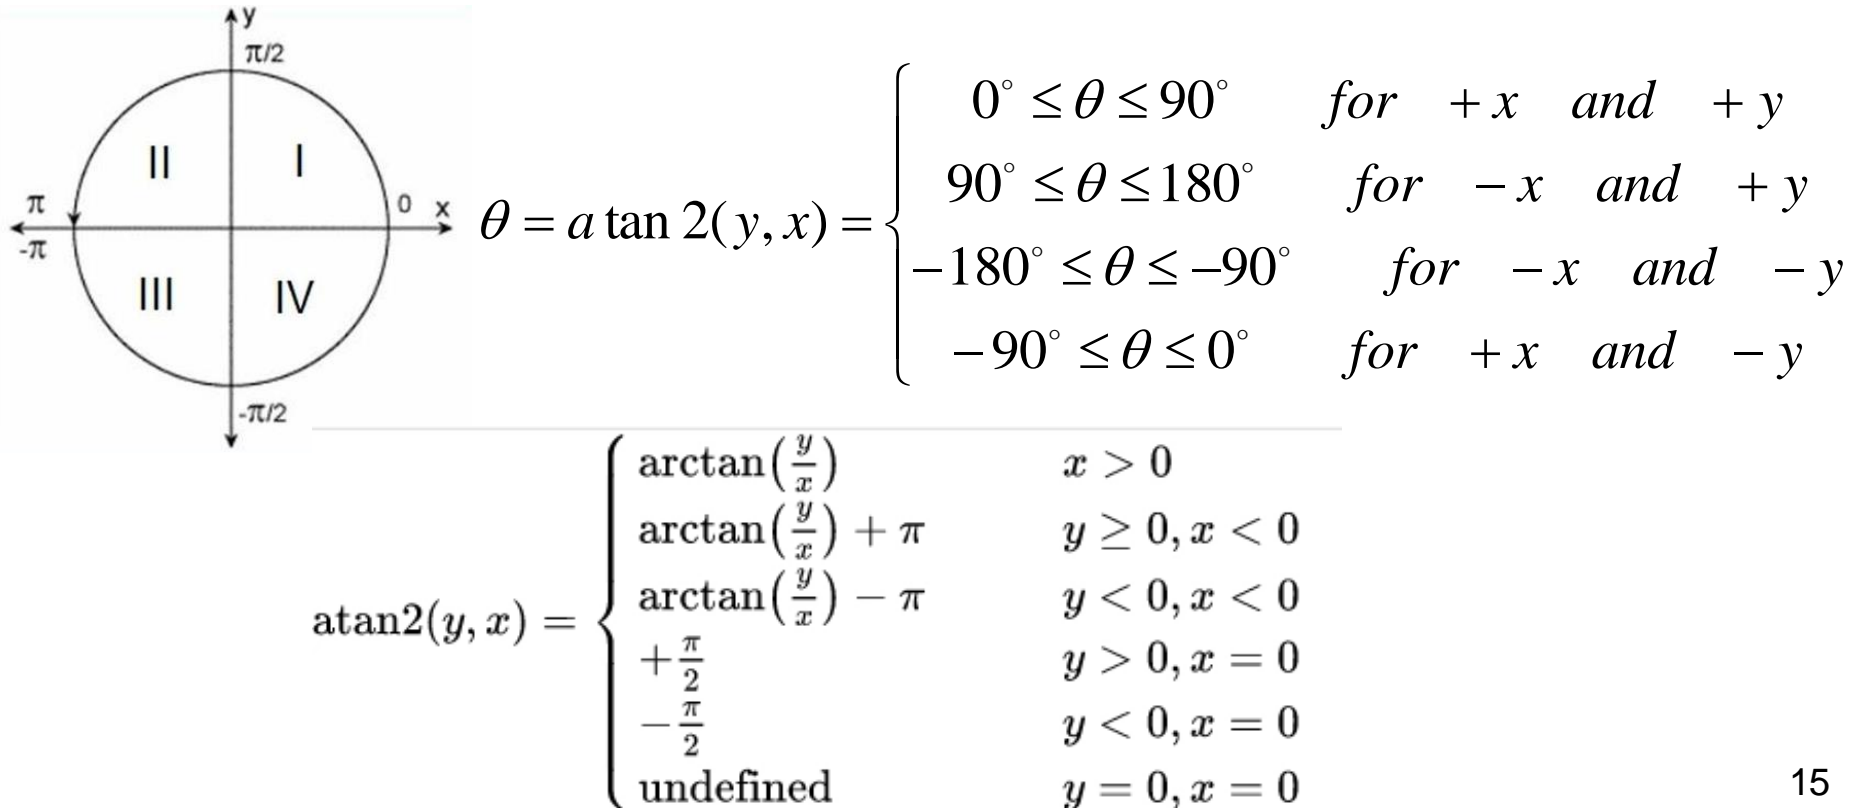 y
π/2
II I
π 0 x
-π
III IV
-π/2
θ = a tan 2(y, x) =
0° ≤ θ ≤ 90° for + x and + y
90° ≤ θ ≤ 180° for − x and + y
−180° ≤ θ ≤ −90° for − x and − y
−90° ≤ θ ≤ 0° for + x and − y
atan2(y, x) =
arctan(y/x) x > 0
arctan(y/x) + π y ≥ 0, x < 0
arctan(y/x) − π y < 0, x < 0
+π/2 y > 0, x = 0
−π/2 y < 0, x = 0
undefined y = 0, x = 0
15